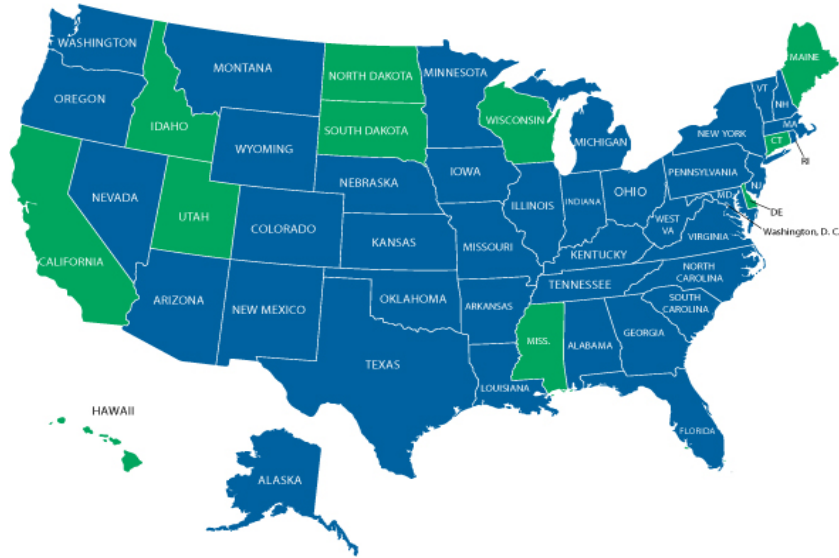 WASHINGTON
MONTANA
NORTH DAKOTA
MINNESOTA
MAINE
OREGON
IDAHO
SOUTH DAKOTA
WISCONSIN
VT
NH
MA
WYOMING
MICHIGAN
NEW YORK
CT
RI
NEVADA
UTAH
NEBRASKA
IOWA
PENNSYLVANIA
NJ
MD
DE
Washington, D. C.
COLORADO
KANSAS
MISSOURI
ILLINOIS
INDIANA
OHIO
WEST
VA
VIRGINIA
KENTUCKY
CALIFORNIA
ARIZONA
NEW MEXICO
OKLAHOMA
ARKANSAS
TENNESSEE
NORTH
CAROLINA
SOUTH
CAROLINA
MISS.
ALABAMA
GEORGIA
TEXAS
LOUISIANA
FLORIDA
HAWAII
ALASKA